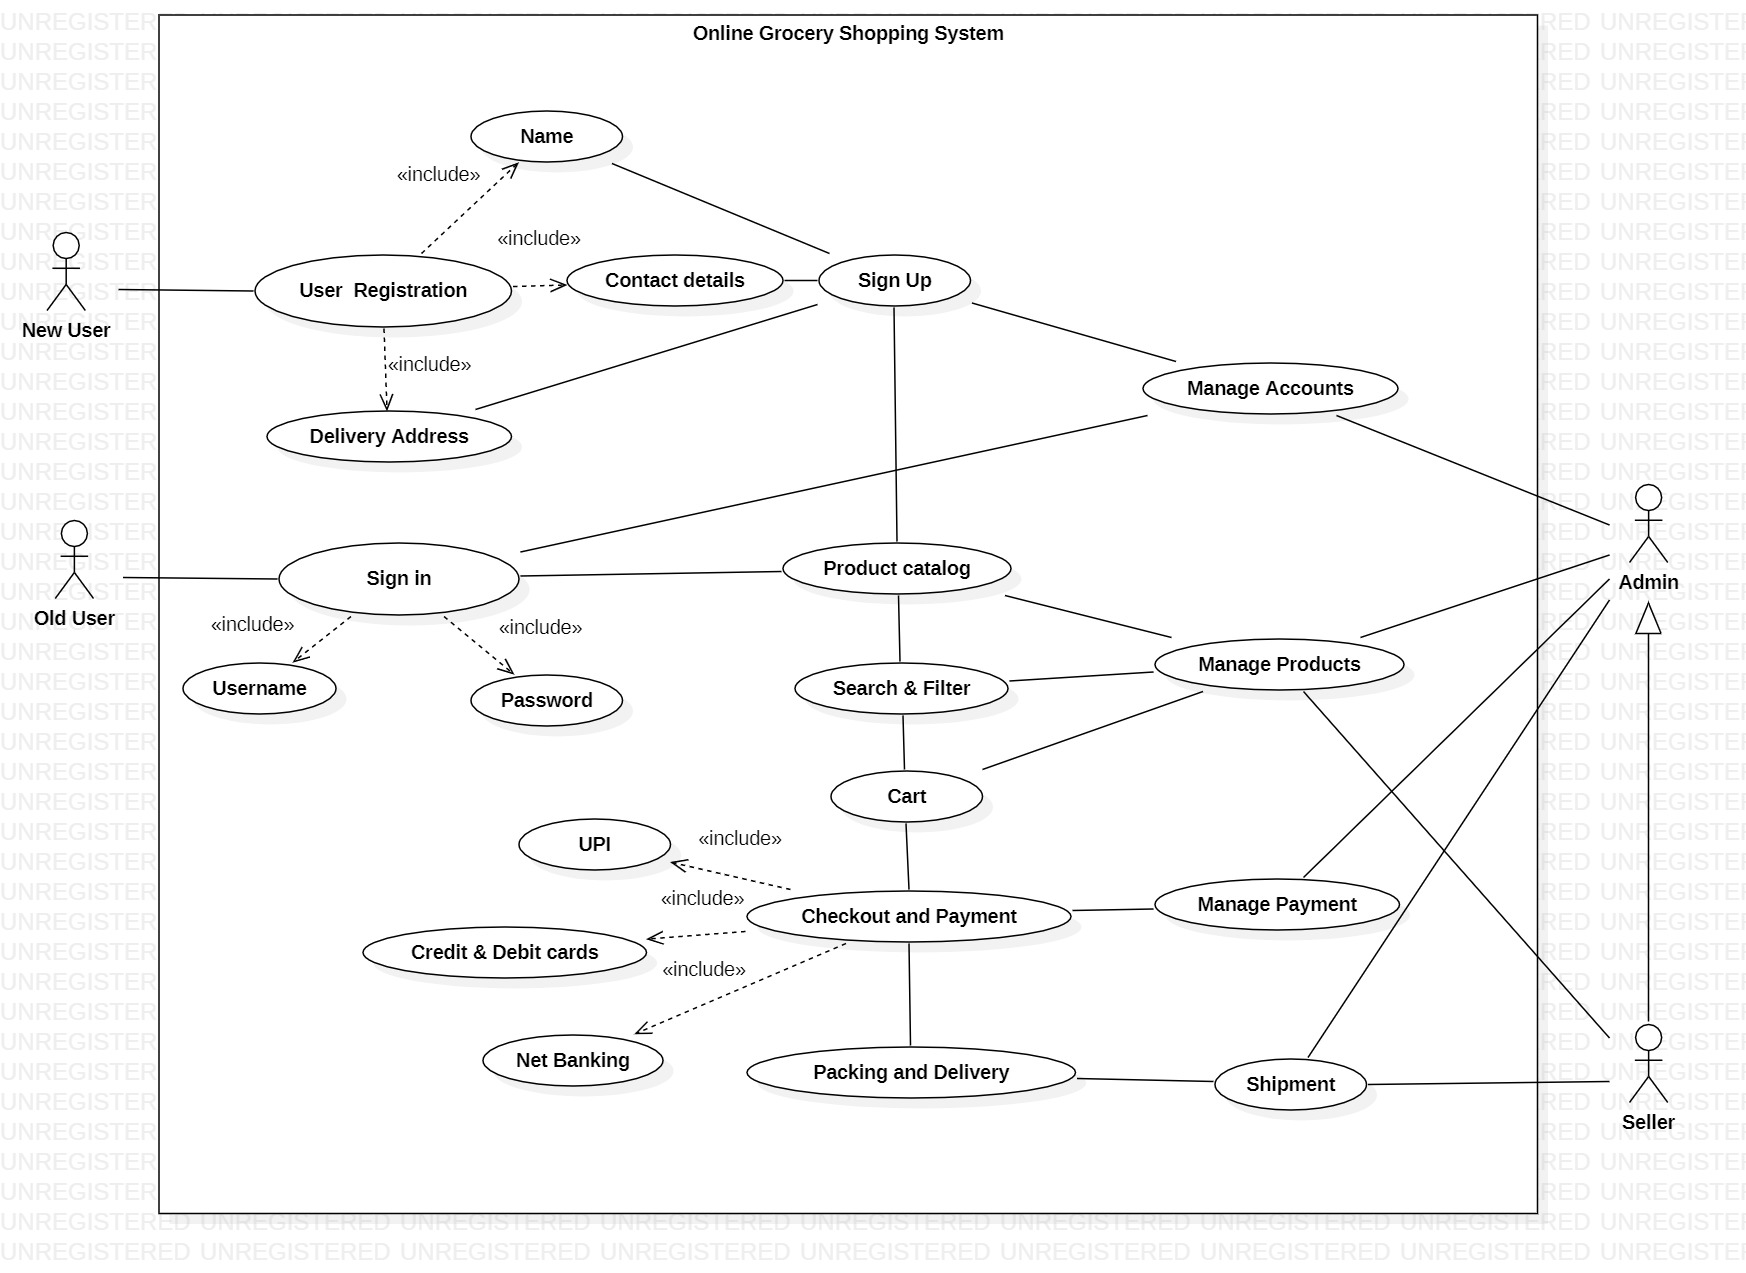 Online Grocery Shopping System
Name
«include»
«include»
User  Registration
Contact details
Sign Up
New User
«include»
Manage Accounts
Delivery Address
Sign in
Product catalog
Admin
Old User
«include»
«include»
Username
Password
Search & Filter
Manage Products
Cart
UPI
«include»
«include»
Checkout and Payment
Manage Payment
Credit & Debit cards
«include»
Net Banking
Packing and Delivery
Shipment
Seller
UNREGISTERED UNREGISTERED UNREGISTERED UNREGISTERED UNREGISTERED UNREGISTERED UNREGISTERED UNREGISTERED